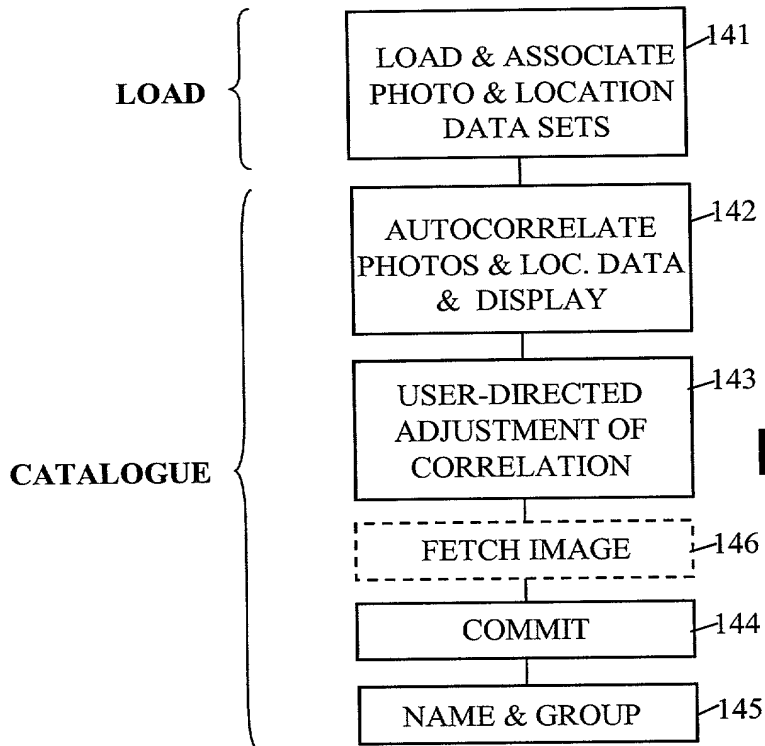 LOAD
LOAD & ASSOCIATE
PHOTO & LOCATION
DATA SETS
141
CATALOGUE
AUTOCORRELATE
PHOTOS & LOC. DATA
& DISPLAY
142
USER-DIRECTED
ADJUSTMENT OF
CORRELATION
143
FETCH IMAGE
146
COMMIT
144
NAME & GROUP
145